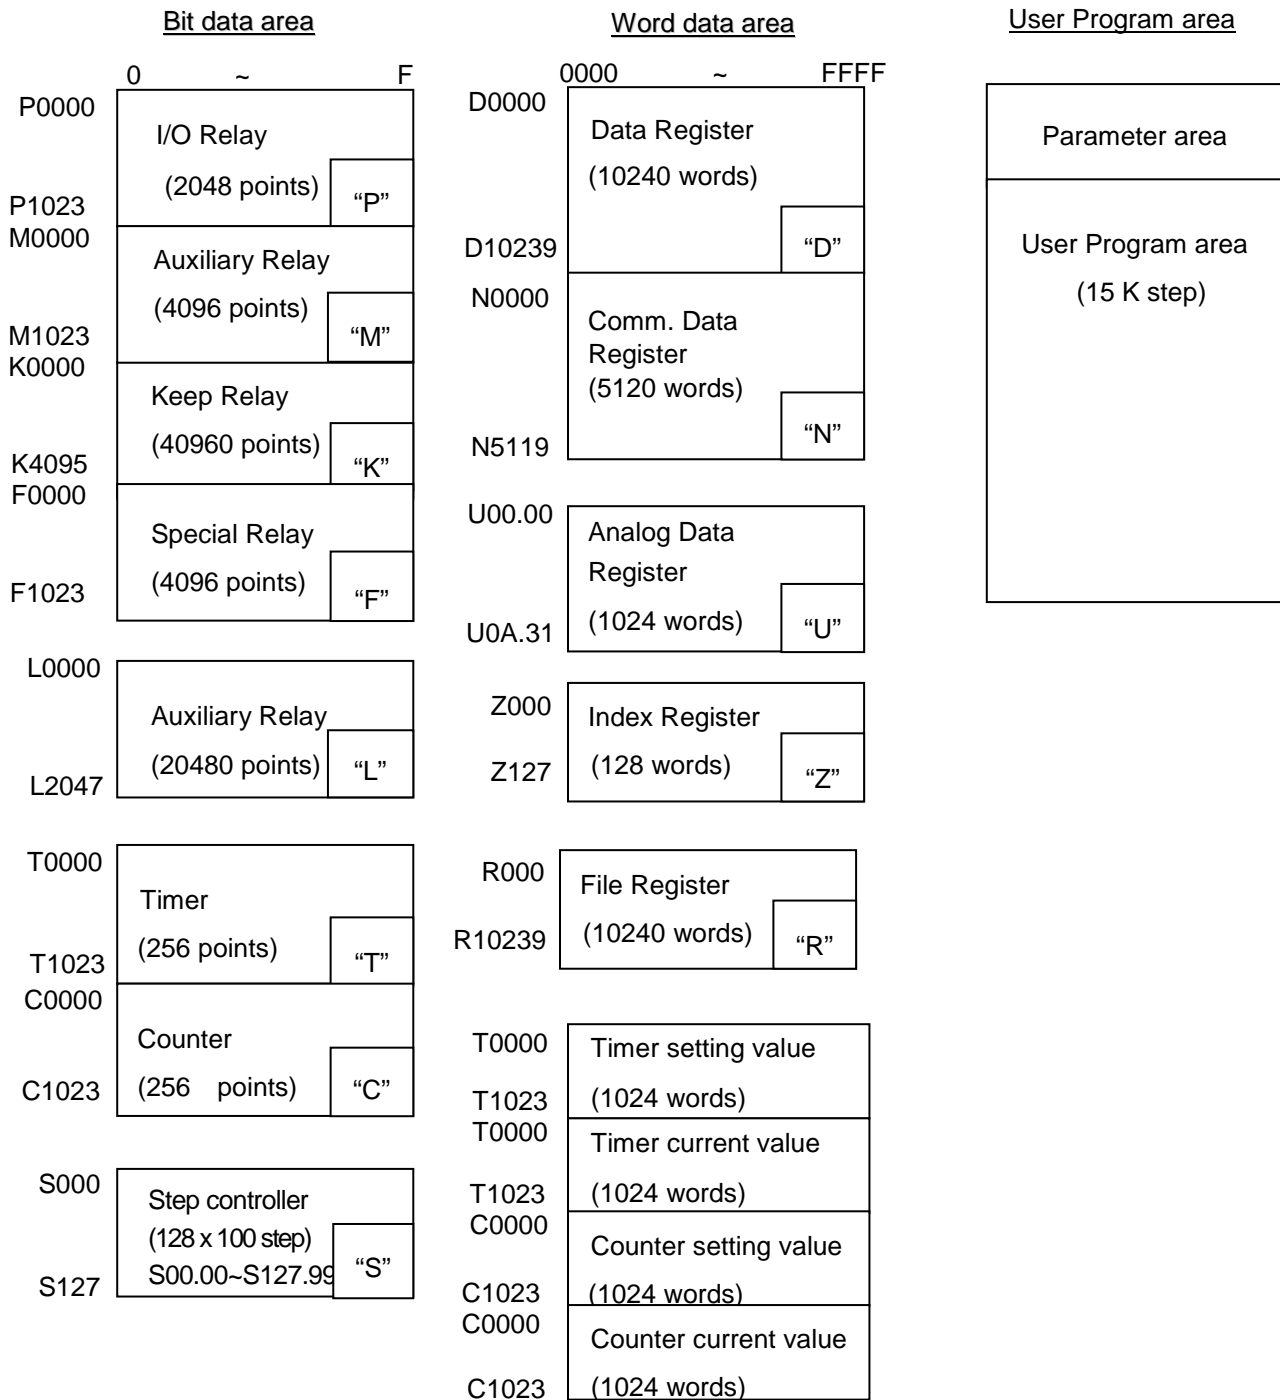 Bit data area
0 ~ F
P0000
I/O Relay
(2048 points)
"P"
P1023
M0000
Auxiliary Relay
(4096 points)
"M"
M1023
K0000
Keep Relay
(40960 points)
"K"
K4095
F0000
Special Relay
(4096 points)
"F"
F1023
L0000
Auxiliary Relay
(20480 points)
"L"
L2047
T0000
Timer
(256 points)
"T"
T1023
C0000
Counter
(256 points)
"C"
C1023
S000
Step controller
(128 x 100 step)
S00.00~S127.99
"S"
S127
Word data area
0000 ~ FFFF
D0000
Data Register
(10240 words)
"D"
D10239
N0000
Comm. Data
Register
(5120 words)
"N"
N5119
U00.00
Analog Data
Register
(1024 words)
"U"
U0A.31
Z000
Index Register
(128 words)
"Z"
Z127
R000
File Register
(10240 words)
"R"
R10239
T0000
Timer setting value
(1024 words)
T1023
T0000
Timer current value
(1024 words)
T1023
C0000
Counter setting value
(1024 words)
C1023
C0000
Counter current value
(1024 words)
C1023
User Program area
Parameter area
User Program area
(15 K step)